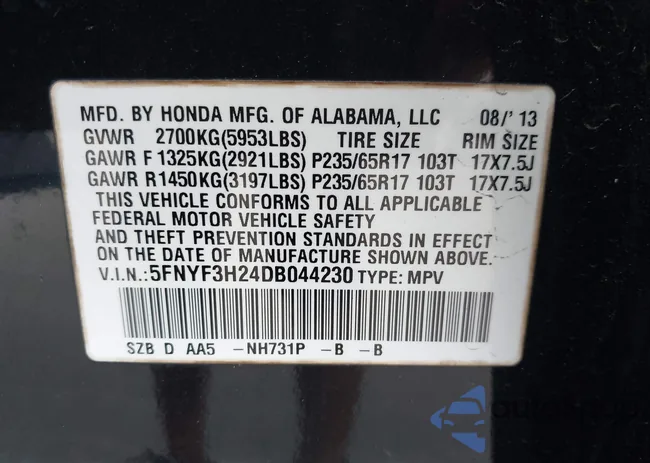 MFD. BY HONDA MFG. OF ALABAMA, LLC 08/' 13
GVWR 2700KG(5953LBS) TIRE SIZE RIM SIZE
GAWR F 1325KG(2921LBS) P235/65R17 103T 17X7.5J
GAWR R1450KG(3197LBS) P235/65R17 103T 17X7.5J
THIS VEHICLE CONFORMS TO ALL APPLICABLE
FEDERAL MOTOR VEHICLE SAFETY
AND THEFT PREVENTION STANDARDS IN EFFECT
ON THE DATE OF MANUFACTURE SHOWN ABOVE.
V.I.N.:5FNYF3H24DB044230 TYPE: MPV
SZB D AA5 -NH731P -B -B